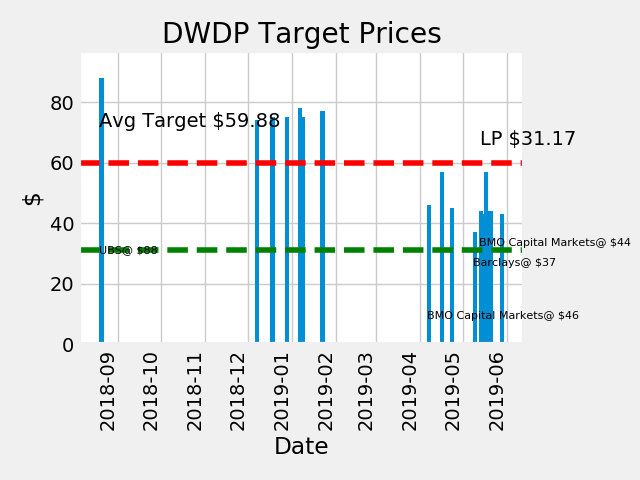 DWDP Target Prices
80
60
40
20
0
$
Avg Target $59.88
LP $31.17
UBS@ $88
BMO Capital Markets@ $44
Barclays@ $37
BMO Capital Markets@ $46
2018-09
2018-10
2018-11
2018-12
2019-01
2019-02
2019-03
2019-04
2019-05
2019-06
Date